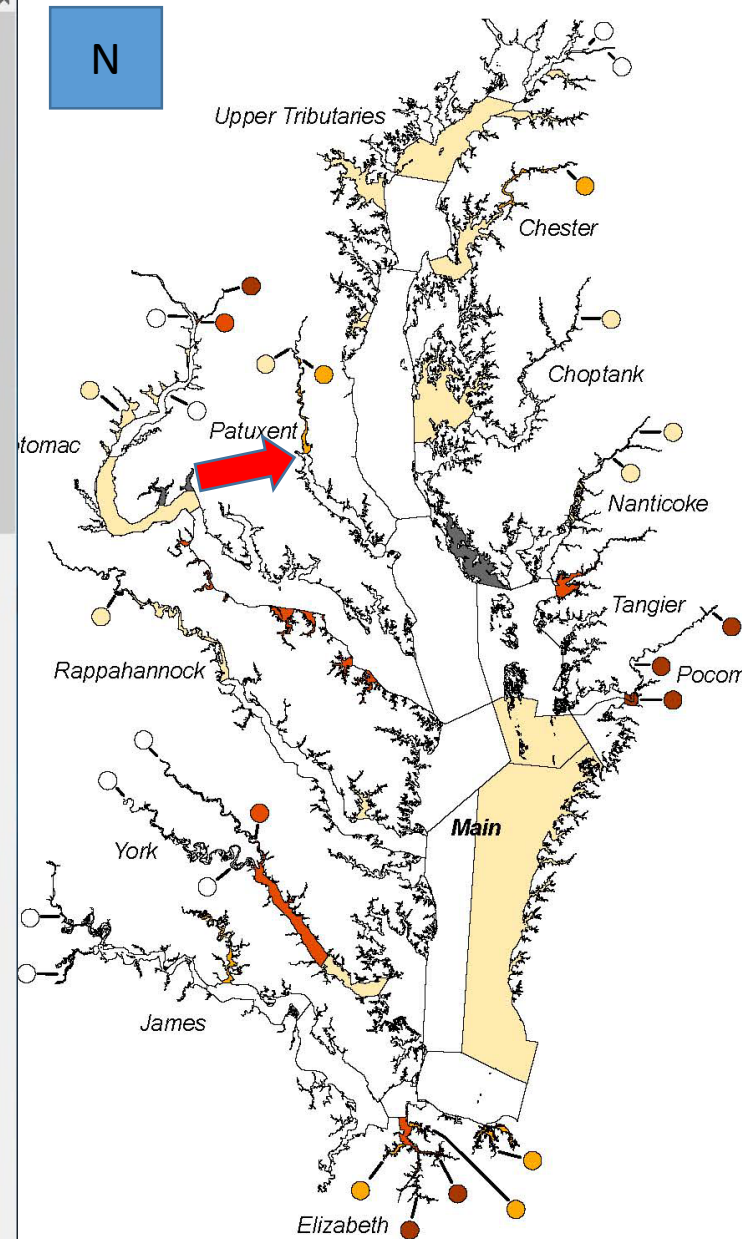 N
Upper Tributaries
Chester
Choptank
Patuxent
tomac
Nanticoke
Tangier
Rappahannock
Pocom
Main
York
James
Elizabeth